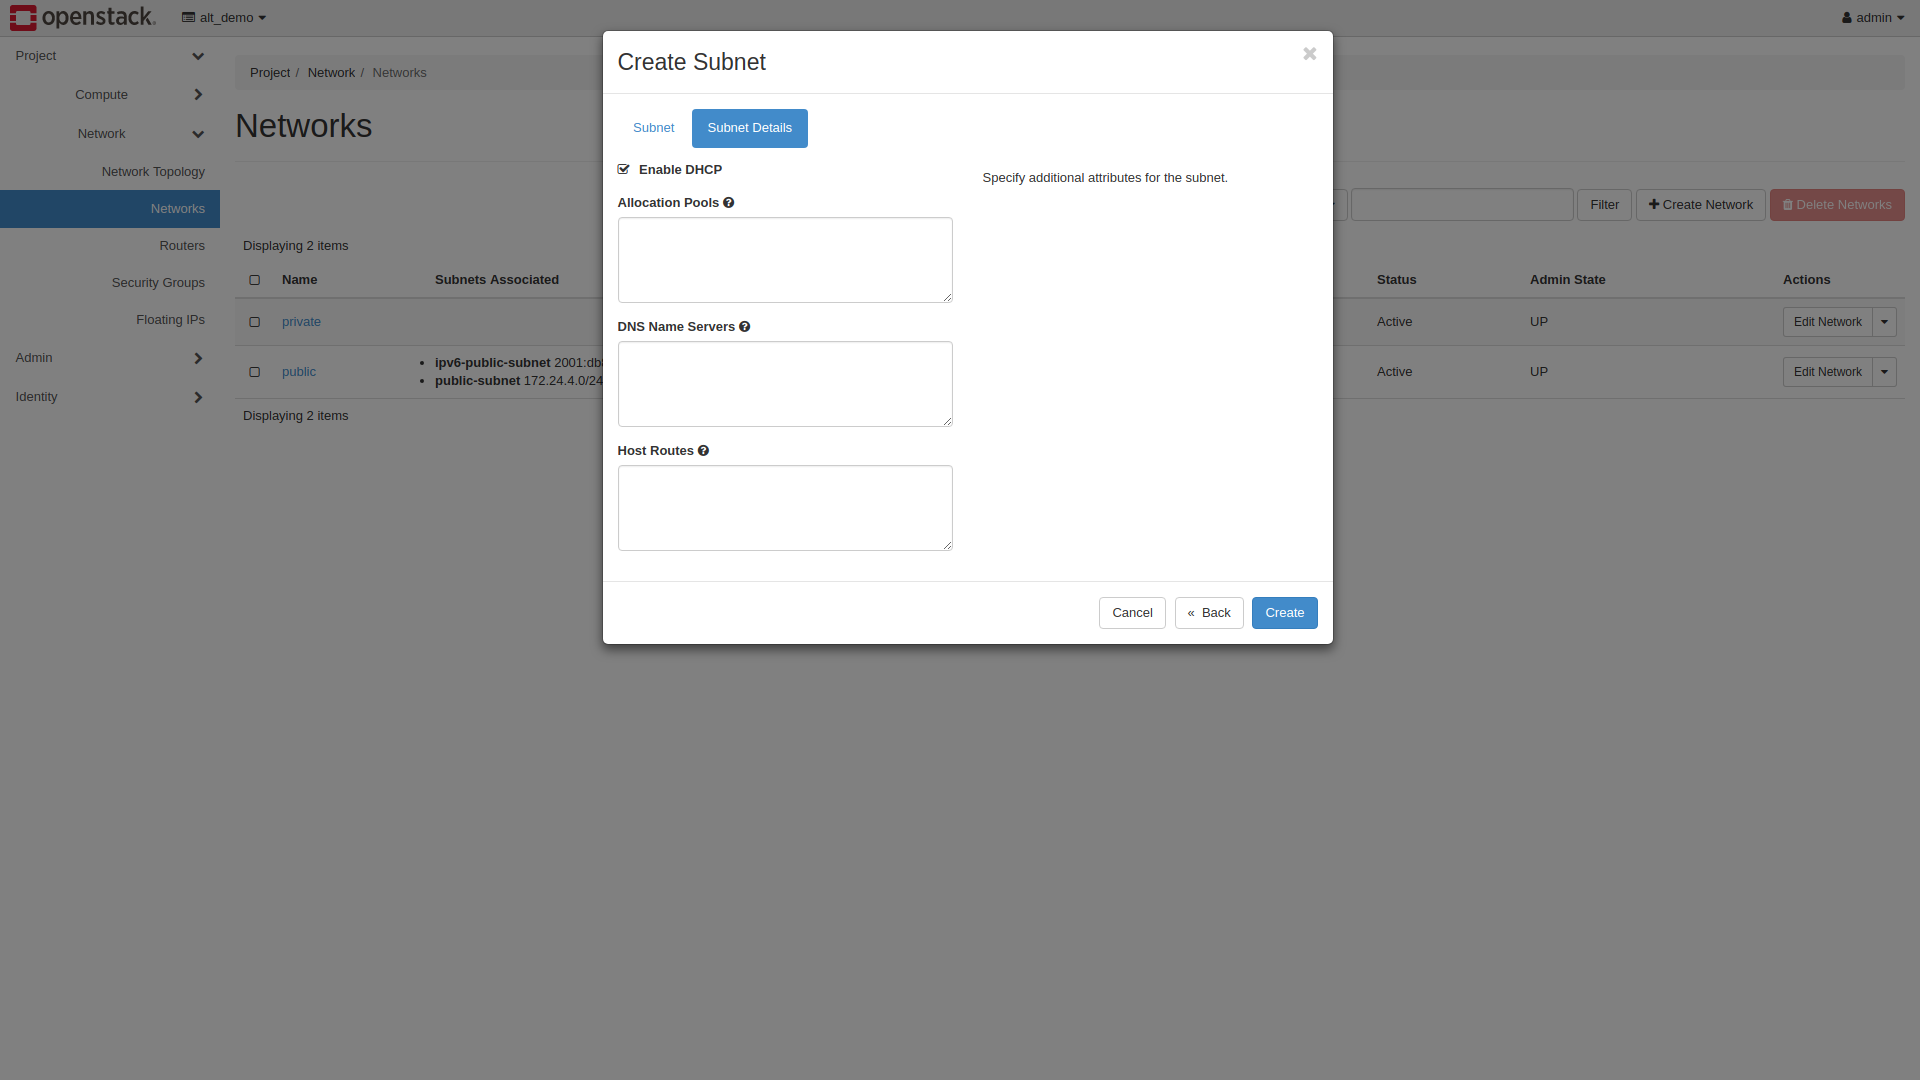 openstack.
alt_demo
admin
Project
Compute
Network
Network Topology
Networks
Routers
Security Groups
Floating IPs
Admin
Identity
Project / Network / Networks
Networks
Filter
Create Network
Delete Networks
Displaying 2 items
Name
Subnets Associated
Status
Admin State
Actions
private
Active
UP
Edit Network
public
ipv6-public-subnet 2001:db
public-subnet 172.24.4.0/24
Active
UP
Edit Network
Displaying 2 items
Create Subnet
Subnet
Subnet Details
Enable DHCP
Specify additional attributes for the subnet.
Allocation Pools
DNS Name Servers
Host Routes
Cancel
« Back
Create